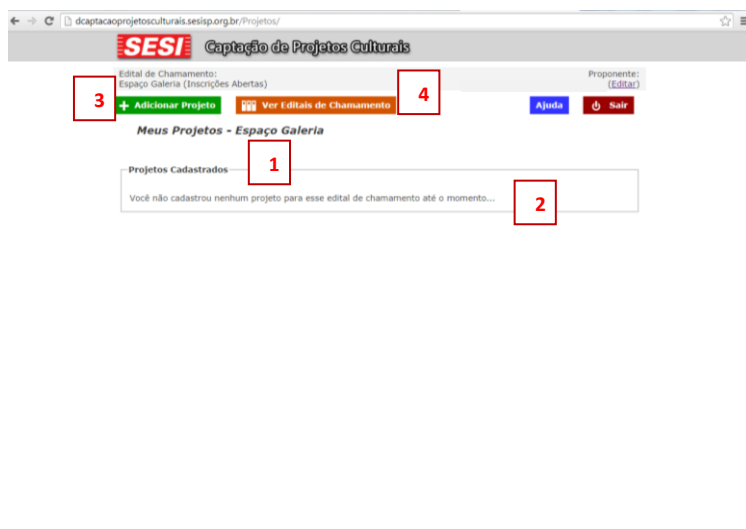 dcaptacaoprojetosculturais.sesisp.org.br/Projetos/
SESI Captação de Projetos Culturais
Edital de Chamamento:
Espaço Galeria (Inscrições Abertas)
Proponente:
(Editar)
3
Adicionar Projeto
Ver Editais de Chamamento
4
Ajuda
Sair
Meus Projetos - Espaço Galeria
1
Projetos Cadastrados
Você não cadastrou nenhum projeto para esse edital de chamamento até o momento...
2